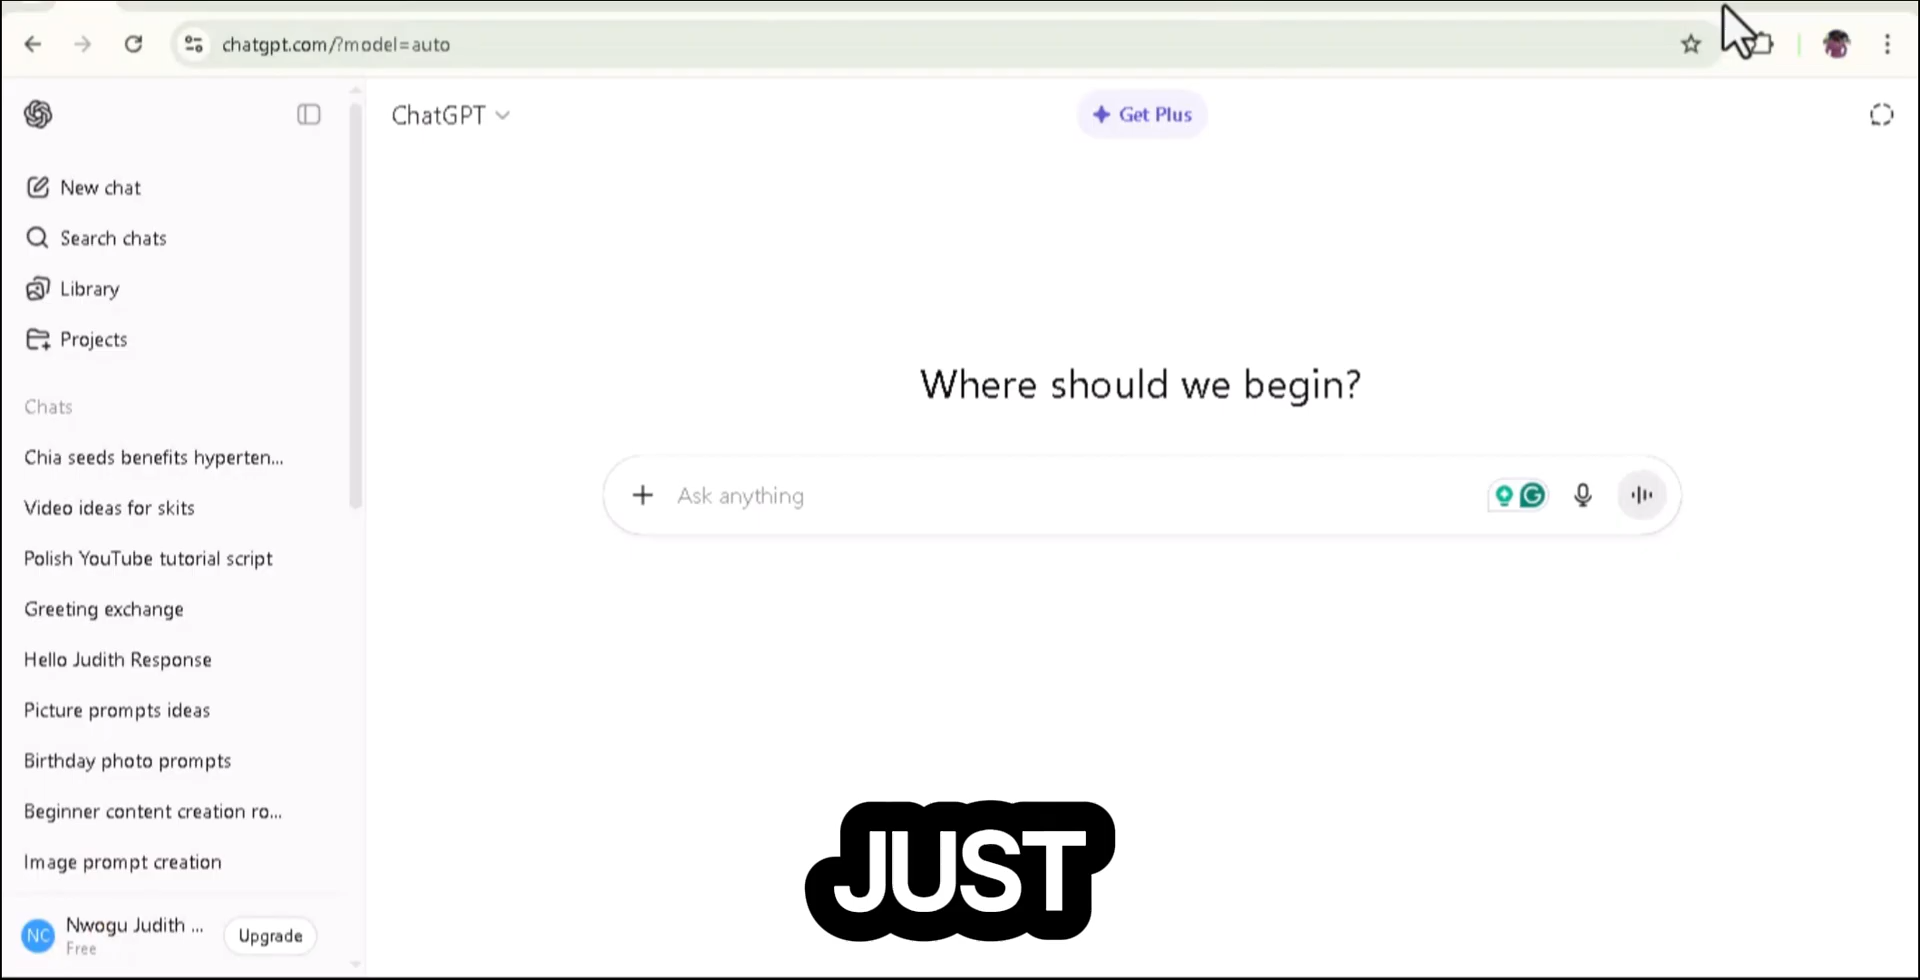 chatgpt.com/?model=auto
ChatGPT
Get Plus
New chat
Search chats
Library
Projects
Chats
Chia seeds benefits hyperten...
Video ideas for skits
Polish YouTube tutorial script
Greeting exchange
Hello Judith Response
Picture prompts ideas
Birthday photo prompts
Beginner content creation ro...
Image prompt creation
NC
Nwogu Judith ...
Free
Upgrade
Where should we begin?
Ask anything
JUST